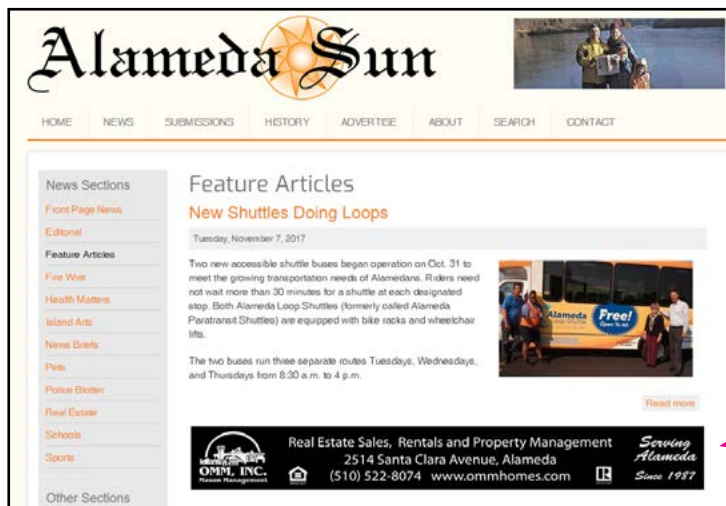 Alameda Sun
HOME NEWS SUBMISSIONS HISTORY ADVERTISE ABOUT SEARCH CONTACT
News Sections
Front Page News
Editorial
Feature Articles
Fire Wire
Health Matters
Island Arts
News Briefs
Pets
Police Blotter
Real Estate
Schools
Sports
Other Sections
Feature Articles
New Shuttles Doing Loops
Tuesday, November 7, 2017
Two new accessible shuttle buses began operation on Oct. 31 to
meet the growing transportation needs of Alamedans. Riders need
not wait more than 30 minutes for a shuttle at each designated
stop. Both Alameda Loop Shuttles (formerly called Alameda
Paratransit Shuttles) are equipped with bike racks and wheelchair
lifts.
The two buses run three separate routes Tuesdays, Wednesdays,
and Thursdays from 8:30 a.m. to 4 p.m.
Alameda
Loop Shuttle
Free!
Open To All
Read more
OMM, INC.
Mason Management
Real Estate Sales, Rentals and Property Management
2514 Santa Clara Avenue, Alameda
(510) 522-8074 www.ommhomes.com
Serving
Alameda
Since 1987